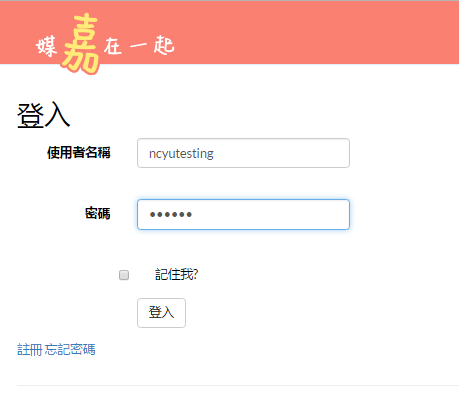 媒嘉在一起
登入
使用者名稱 ncyutesting
密碼 ••••••
記住我?
登入
註冊 忘記密碼